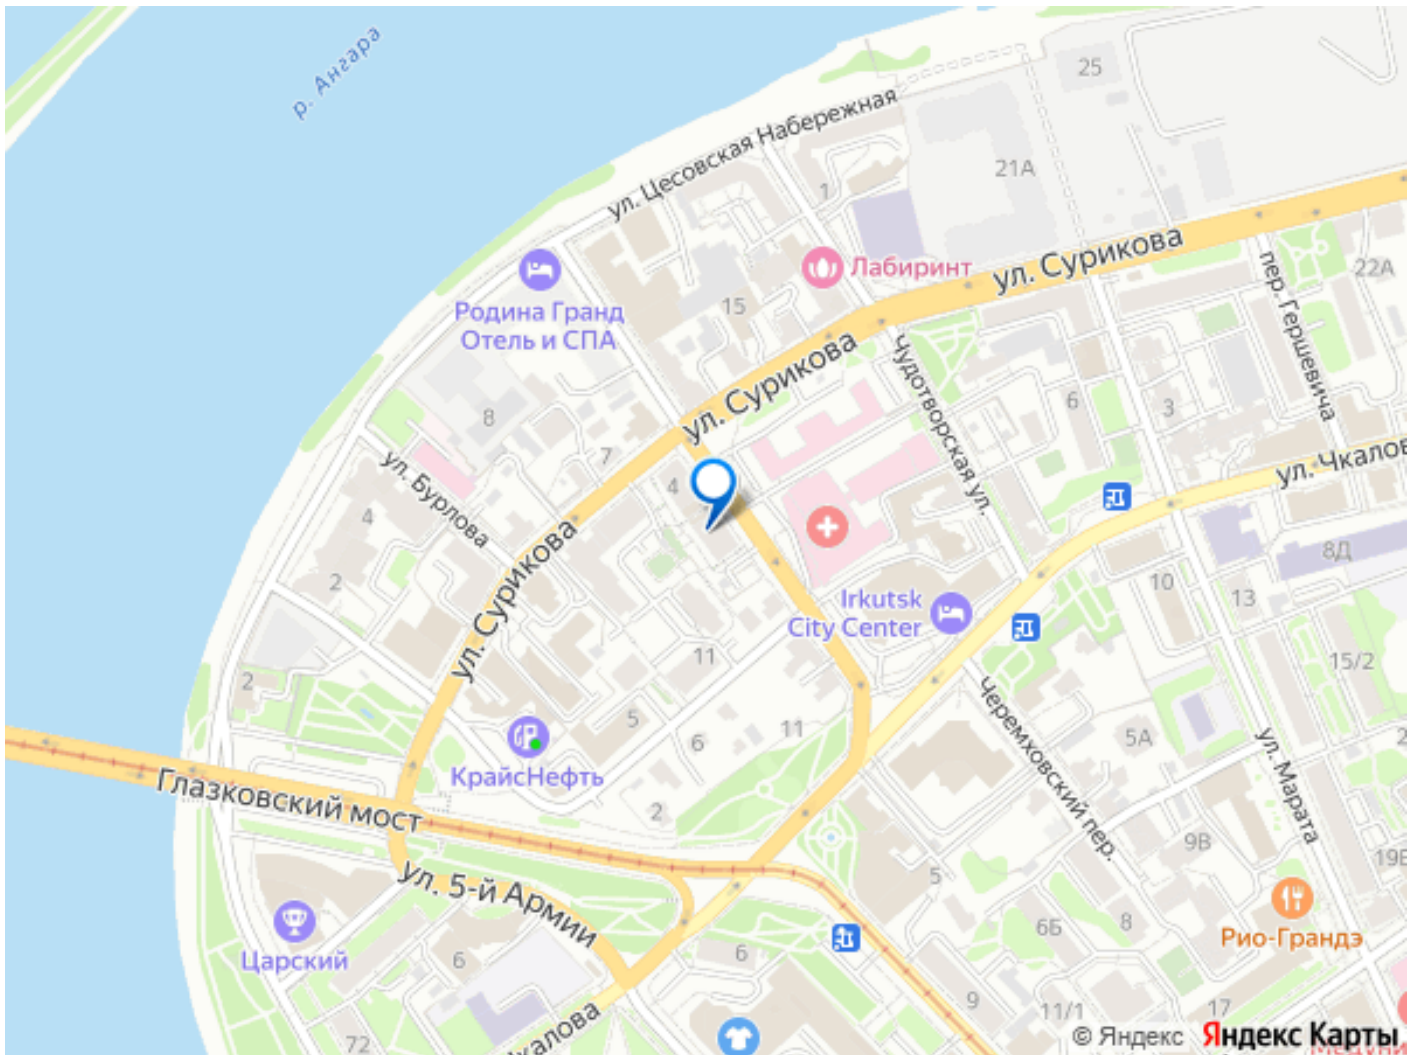 р. Ангара
25
ул. Цесовская Набережная
21А
1
ул. Сурикова
Лабиринт
22А
пер. Гершевича
Родина Гранд
Отель и СПА
15
ул. Сурикова
Чудотворская ул.
8
6
3
7
ул. Чкалов
ул. Бурлова
4
4
ул. Сурикова
8Д
2
10
13
Irkutsk
City Center
11
15/2
2
5
11
6
Черемховский пер.
5А
ул. Марата
2
КрайсНефть
Глазковский мост
2
9В
19В
ул. 5-й Армии
5
6Б
8
Рио-Грандэ
Царский
6
6
9
11/1
17
72
Чкалова
© Яндекс Яндекс Карты